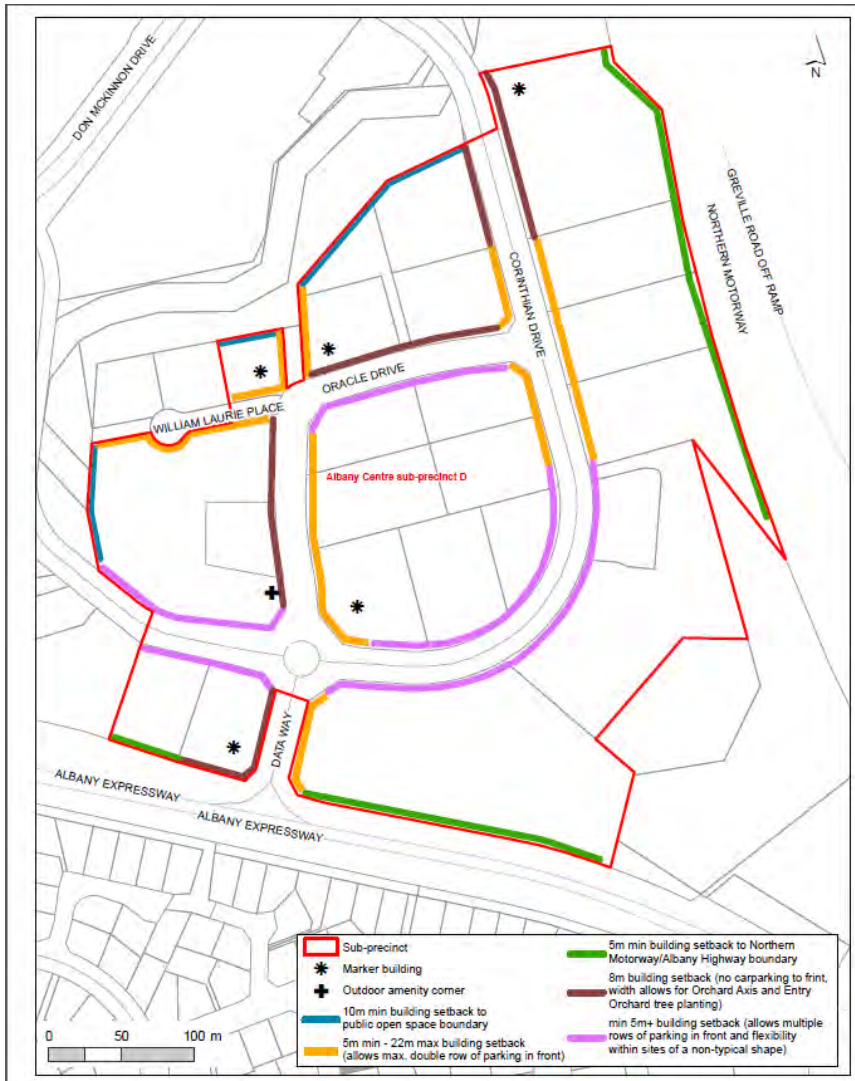 DON MCKINNON DRIVE
N
GREVILLE ROAD OFF RAMP
NORTHERN MOTORWAY
CORINTHIAN DRIVE
ORACLE DRIVE
WILLIAM LAURIE PLACE
Albany Centre sub-precinct D
DATA WAY
ALBANY EXPRESSWAY
ALBANY EXPRESSWAY
Sub-precinct
Marker building
Outdoor amenity corner
10m min building setback to
public open space boundary
5m min - 22m max building setback
(allows max. double row of parking in front)
5m min building setback to Northern
Motorway/Albany Highway boundary
8m building setback (no carparking to frint,
width allows for Orchard Axis and Entry
Orchard tree planting)
min 5m+ building setback (allows multiple
rows of parking in front and flexibility
within sites of a non-typical shape)
0 50 100 m